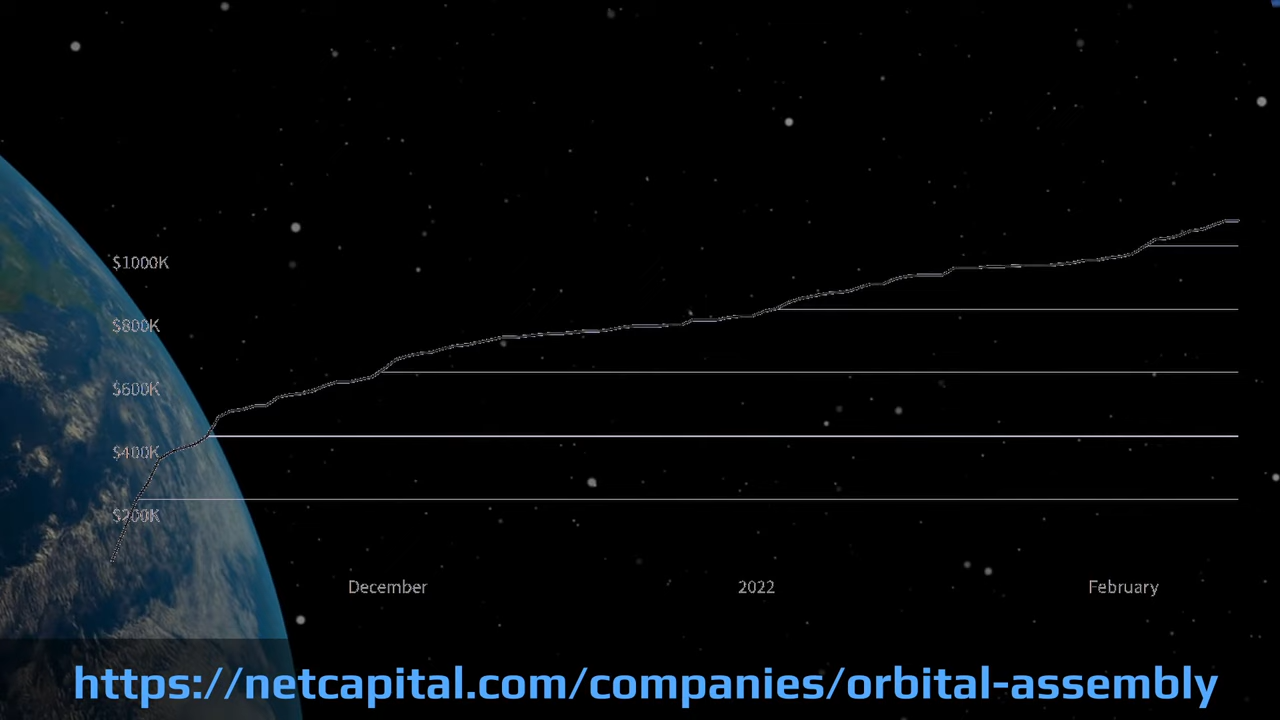 $1000K
$800K
$600K
$400K
$200K
December 2022 February
https://netcapital.com/companies/orbital-assembly